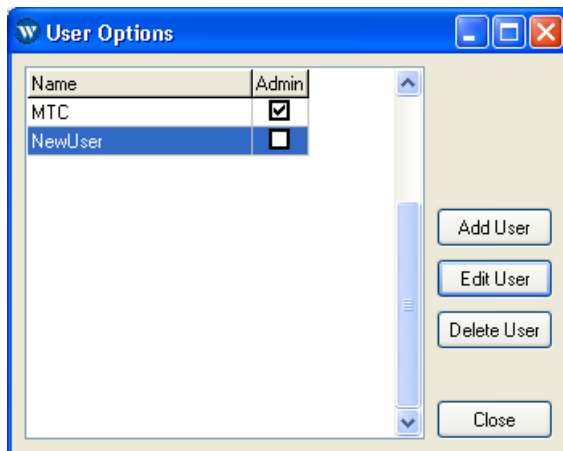 User Options
Name Admin
MTC
NewUser
Add User
Edit User
Delete User
Close